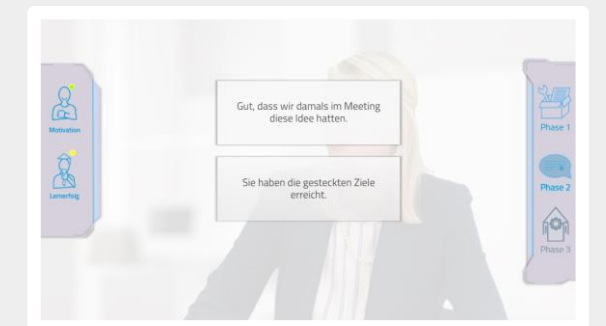 Gut, dass wir damals im Meeting
diese Idee hatten.
Sie haben die gesteckten Ziele
erreicht.
Motivation
Lernerfolg
Phase 1
Phase 2
Phase 3